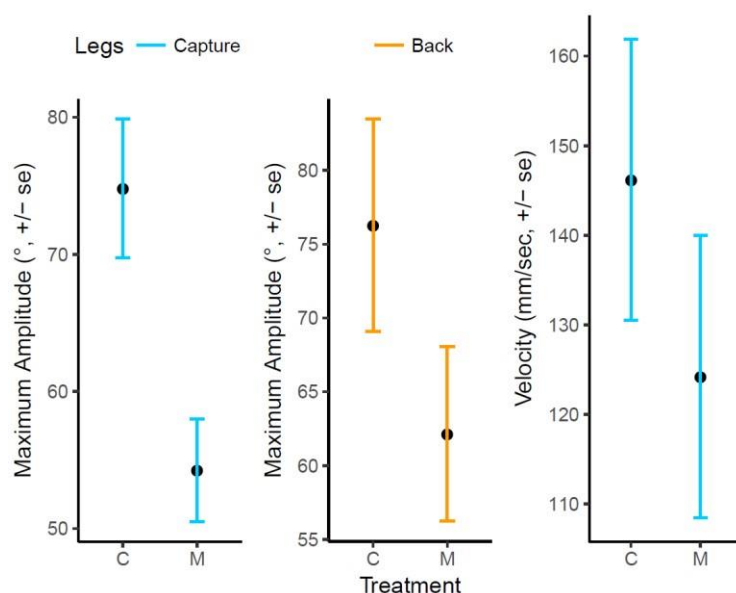 Legs Capture Back
Maximum Amplitude (°, +/− se)
80
70
60
50
C M
Maximum Amplitude (°, +/− se)
80
75
70
65
60
55
C M
Treatment
Velocity (mm/sec, +/− se)
160
150
140
130
120
110
C M